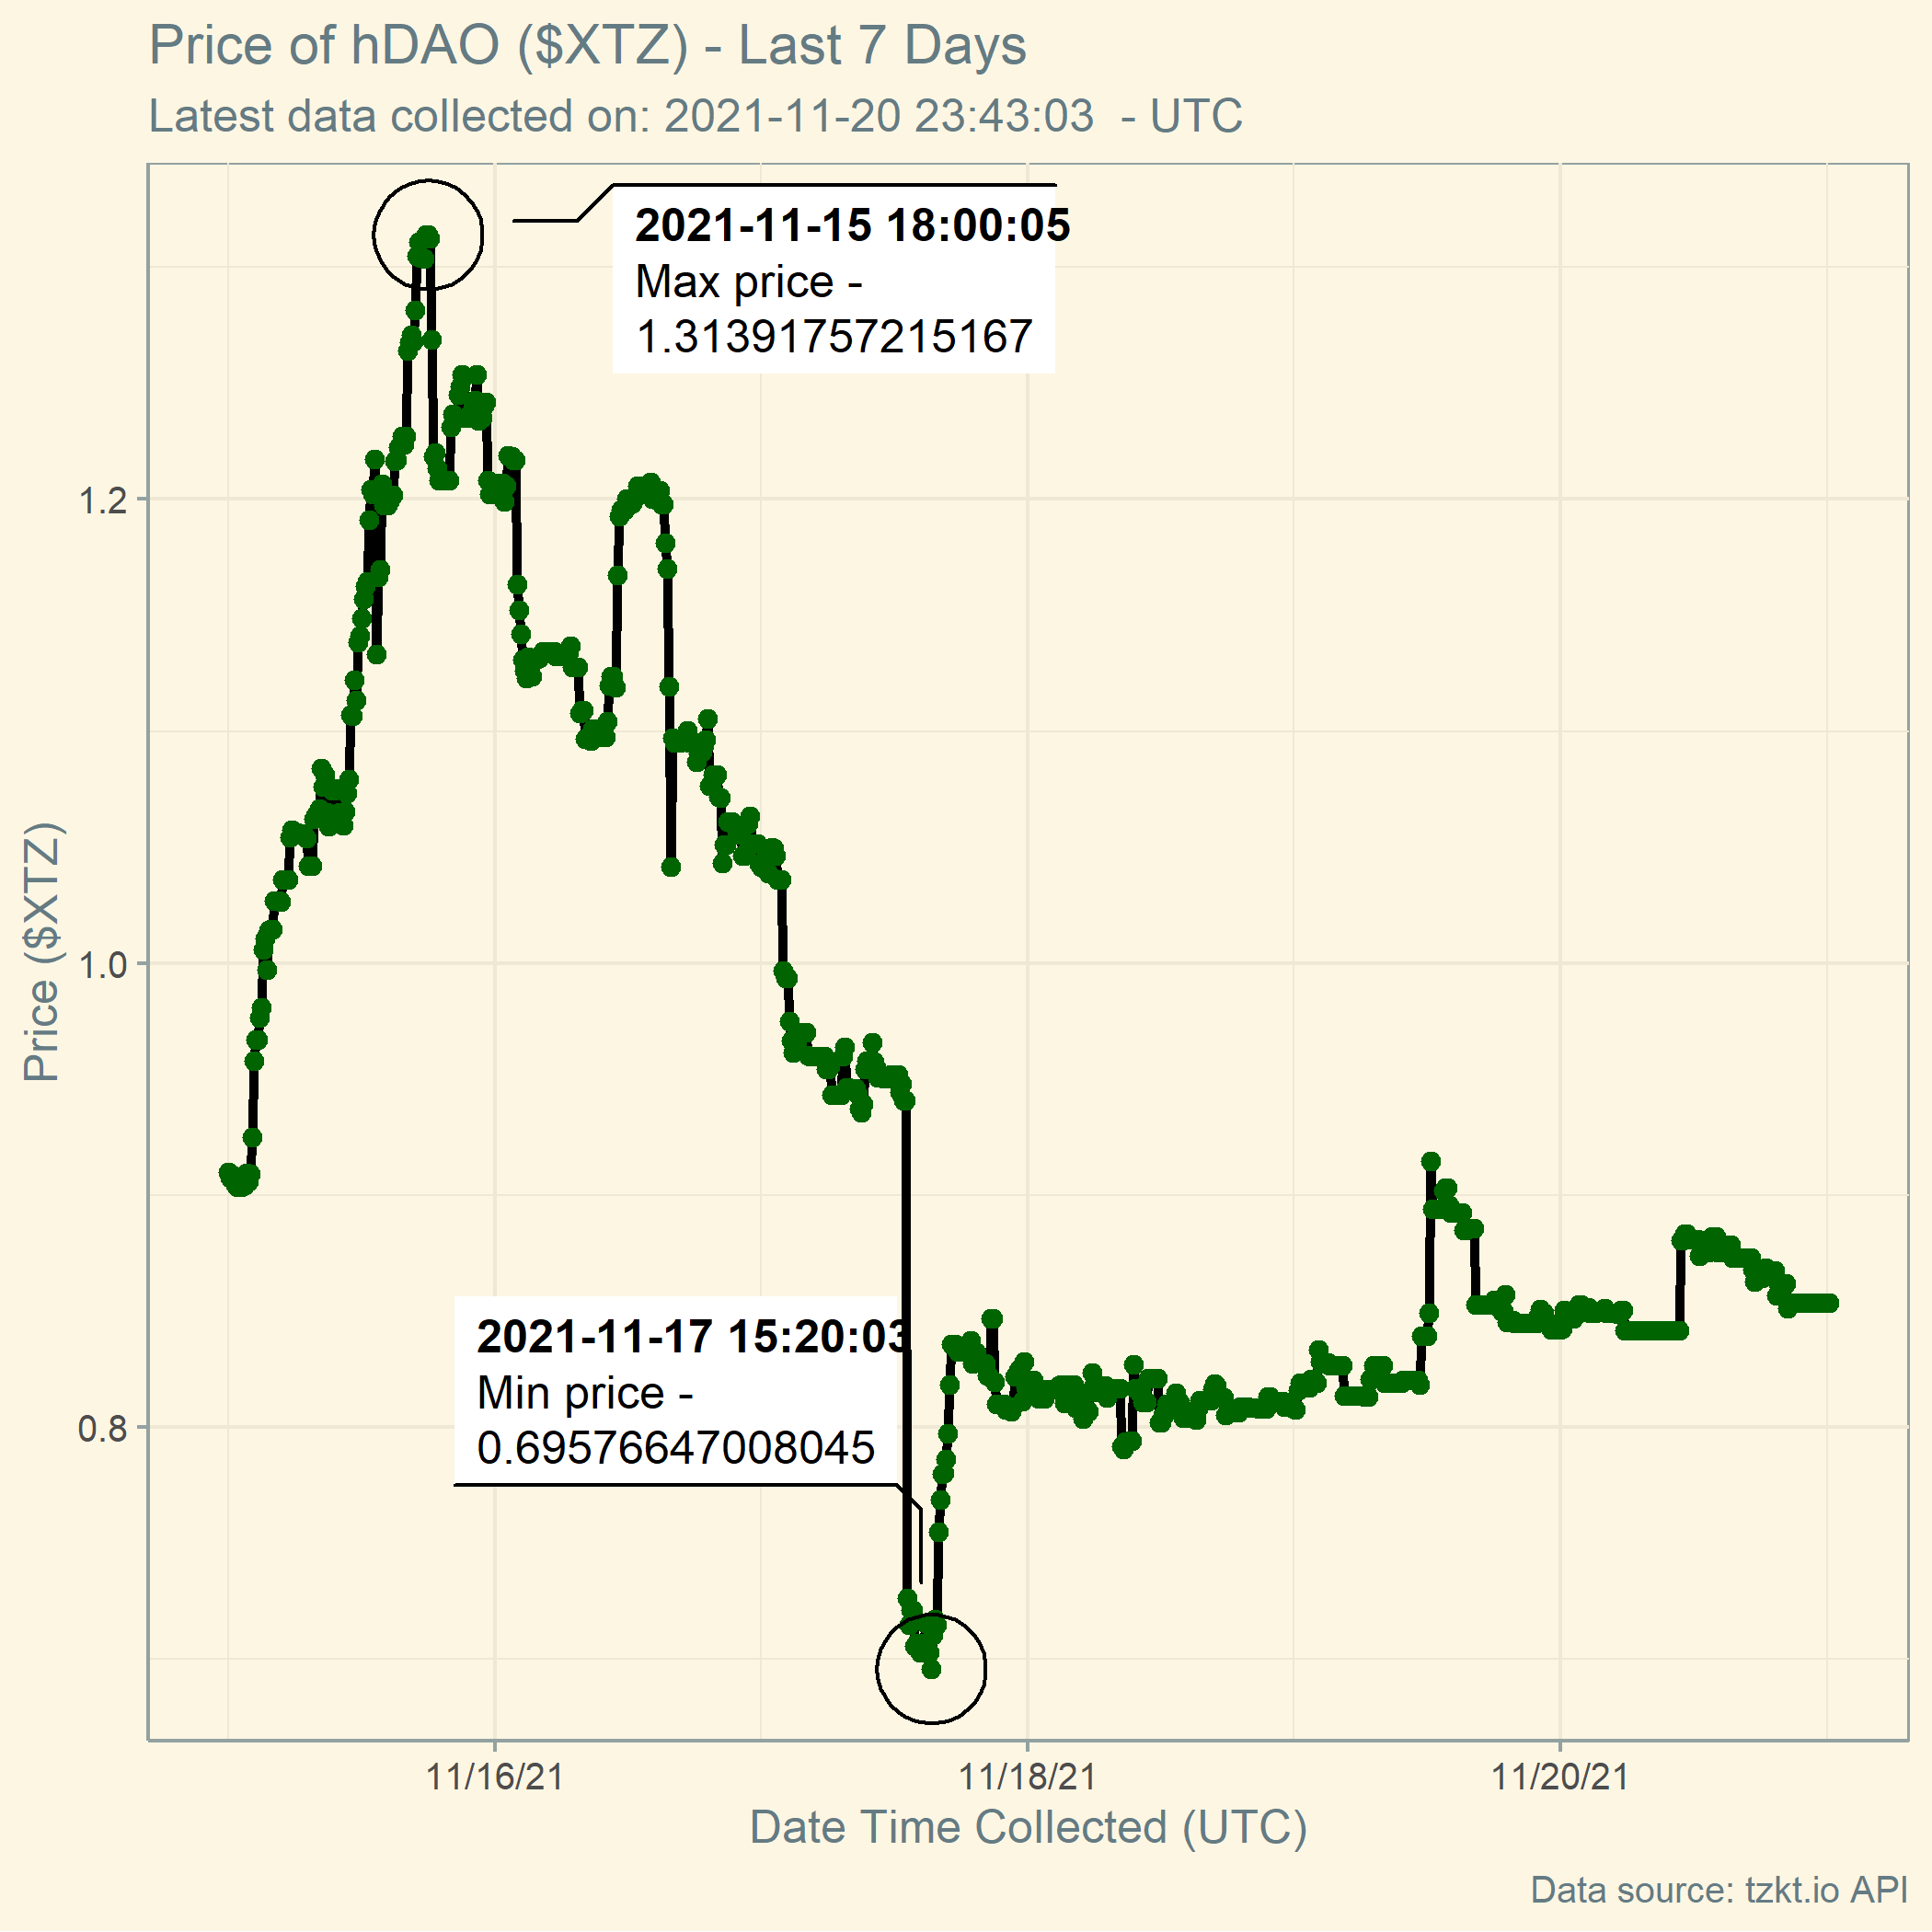 Price of hDAO ($XTZ) - Last 7 Days
Latest data collected on: 2021-11-20 23:43:03  - UTC
2021-11-15 18:00:05
Max price -
1.31391757215167
1.2
1.0
0.8
Price ($XTZ)
2021-11-17 15:20:03
Min price -
0.69576647008045
11/16/21
11/18/21
11/20/21
Date Time Collected (UTC)
Data source: tzkt.io API